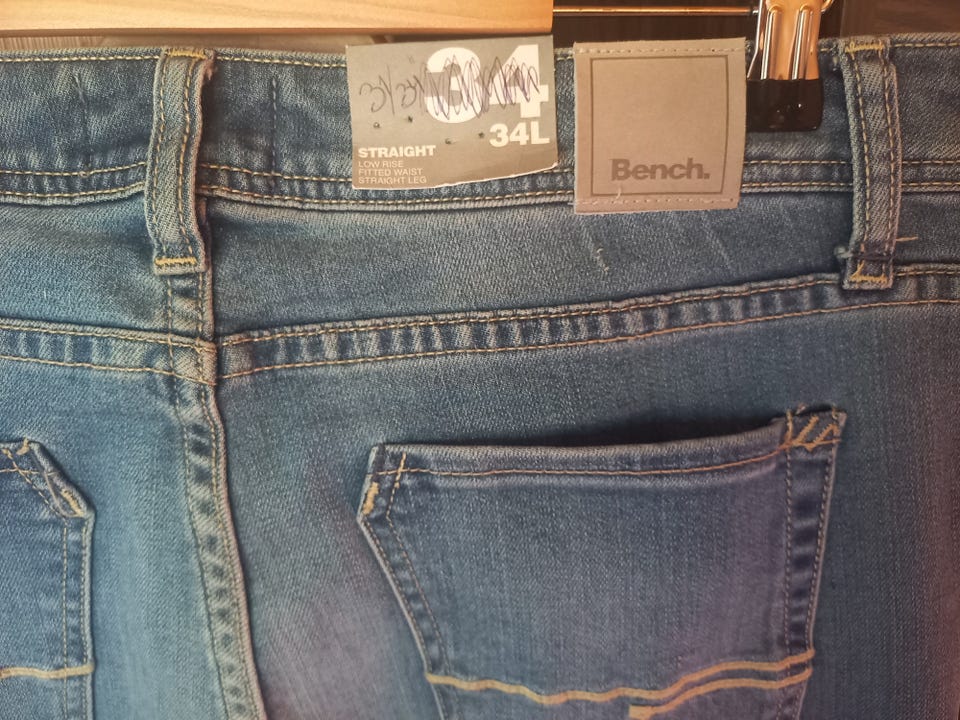 34
34L
STRAIGHT
LOW RISE
FITTED WAIST
STRAIGHT LEG
Bench.